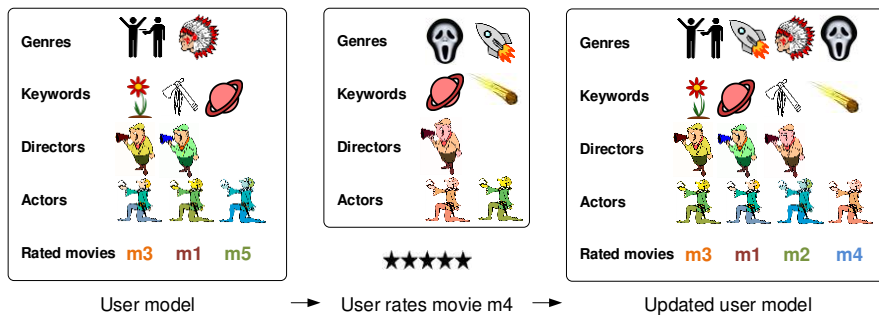 Genres
Keywords
Directors
Actors
Rated movies m3 m1 m5
User model
Genres
Keywords
Directors
Actors
User rates movie m4
Genres
Keywords
Directors
Actors
Rated movies m3 m1 m2 m4
Updated user model